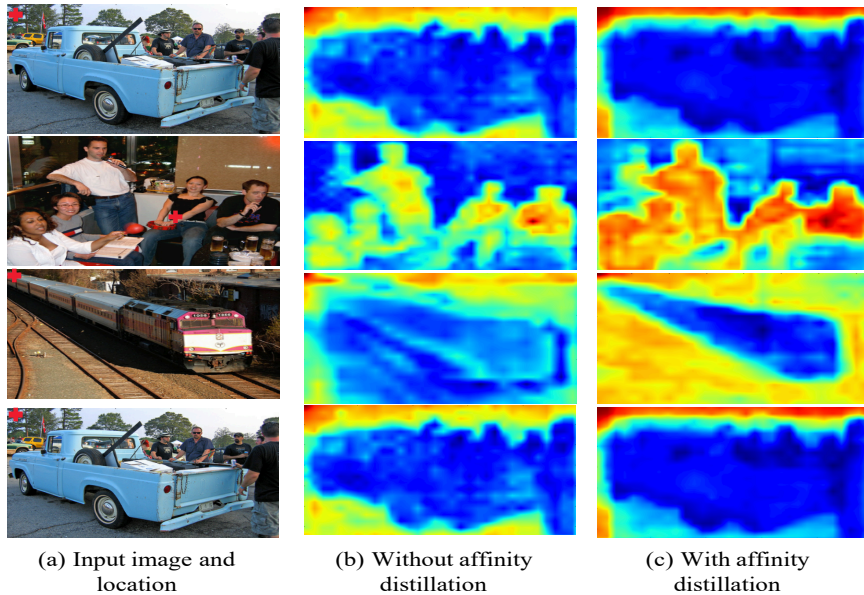 (a) Input image and
location
(b) Without affinity
distillation
(c) With affinity
distillation